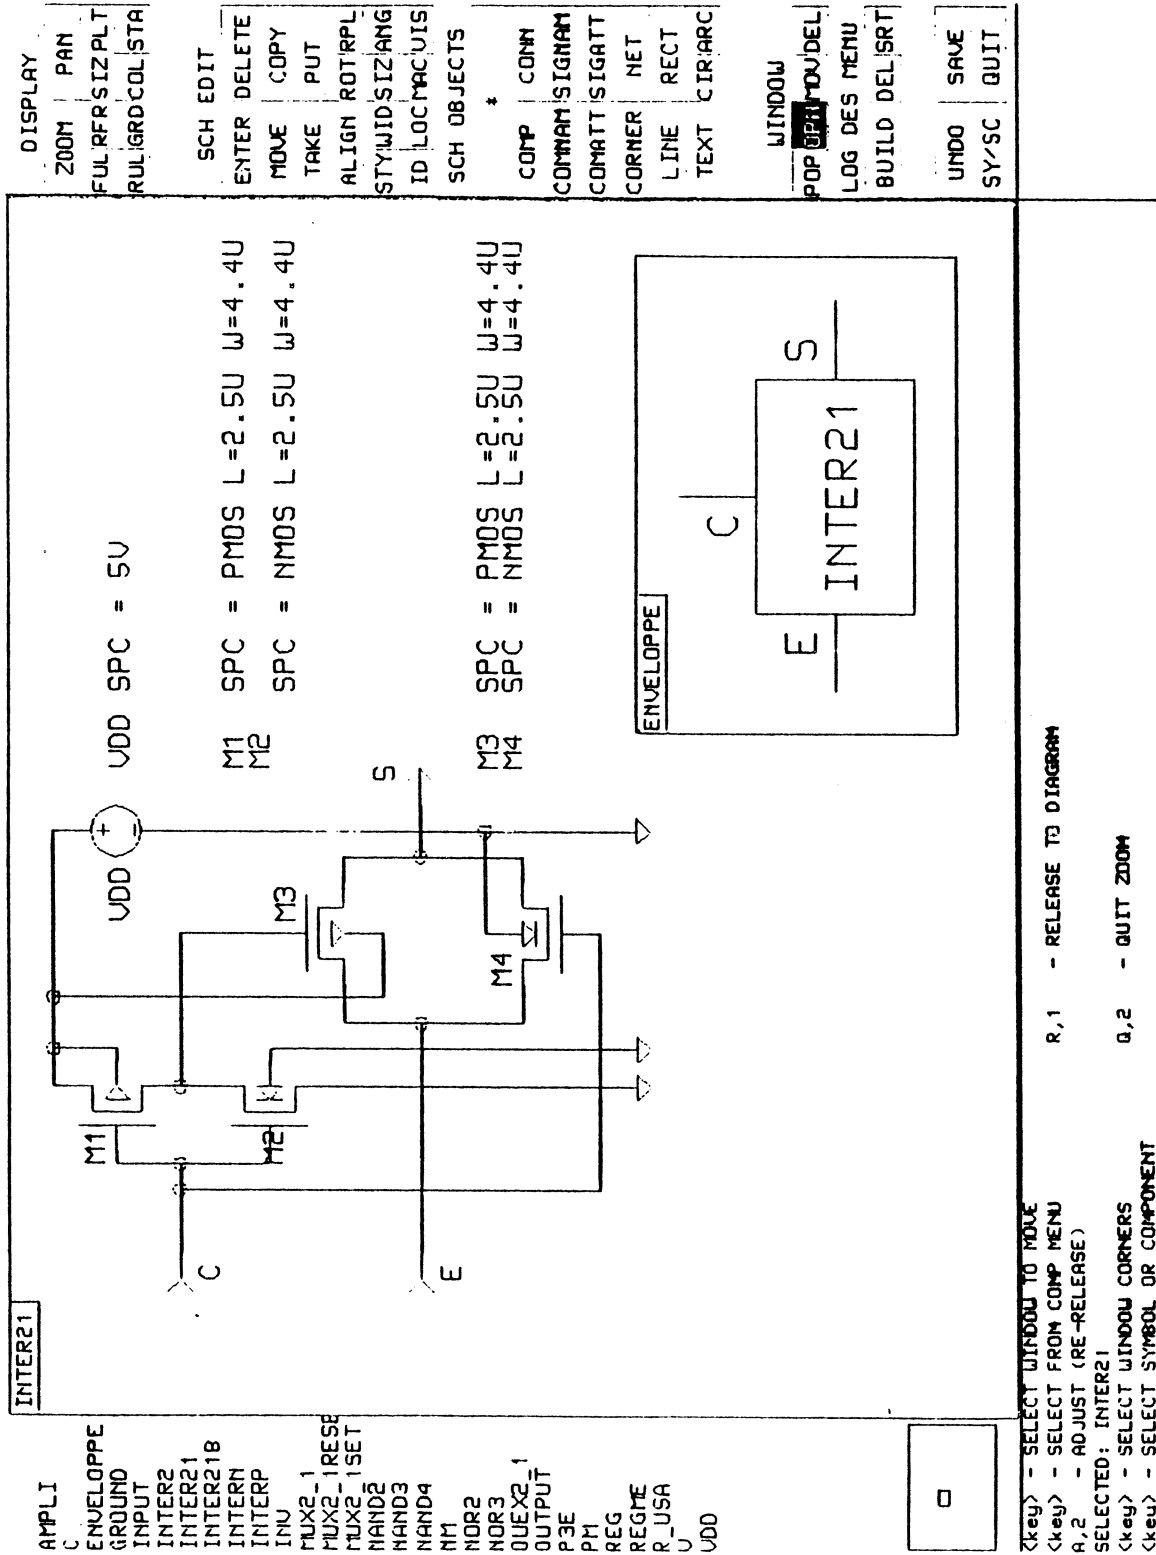 AMPLI
C
ENVELOPPE
GROUND
INPUT
INTER2
INTER21
INTER21B
INTERN
INTERP
INV
MUX2_1
MUX2_1RESE
MUX2_1SET
NAND2
NAND3
NAND4
NM
NOR2
NOR3
OUEX2_1
OUTPUT
P3E
PM
REG
REGME
R_USA
V
VDD
INTER21
C
E
M1
M2
M3
M4
VDD
S
VDD SPC = 5V
M1 SPC = PMOS L=2.5U W=4.4U
M2 SPC = NMOS L=2.5U W=4.4U
M3 SPC = PMOS L=2.5U W=4.4U
M4 SPC = NMOS L=2.5U W=4.4U
ENVELOPPE
C
E
S
INTER21
DISPLAY
ZOOM PAN
FUL RFR SIZ PLT
RUL GRD COL STA
SCH EDIT
ENTER DELETE
MOVE COPY
TAKE PUT
ALIGN ROT RPL
STY WID SIZ ANG
ID LOC MAC VIS
SCH OBJECTS
*
COMP CONN
COMNAM SIGNAM
COMATT SIGATT
CORNER NET
LINE RECT
TEXT CIR ARC
WINDOW
POP OPN MOV DEL
LOG DES MENU
BUILD DEL SRT
UNDO SAVE
SY/SC QUIT
<key> - SELECT WINDOW TO MOVE
<key> - SELECT FROM COMP MENU R,1 - RELEASE TO DIAGRAM
A,2 - ADJUST (RE-RELEASE)
SELECTED: INTER21
<key> - SELECT WINDOW CORNERS Q,2 - QUIT ZOOM
<key> - SELECT SYMBOL OR COMPONENT